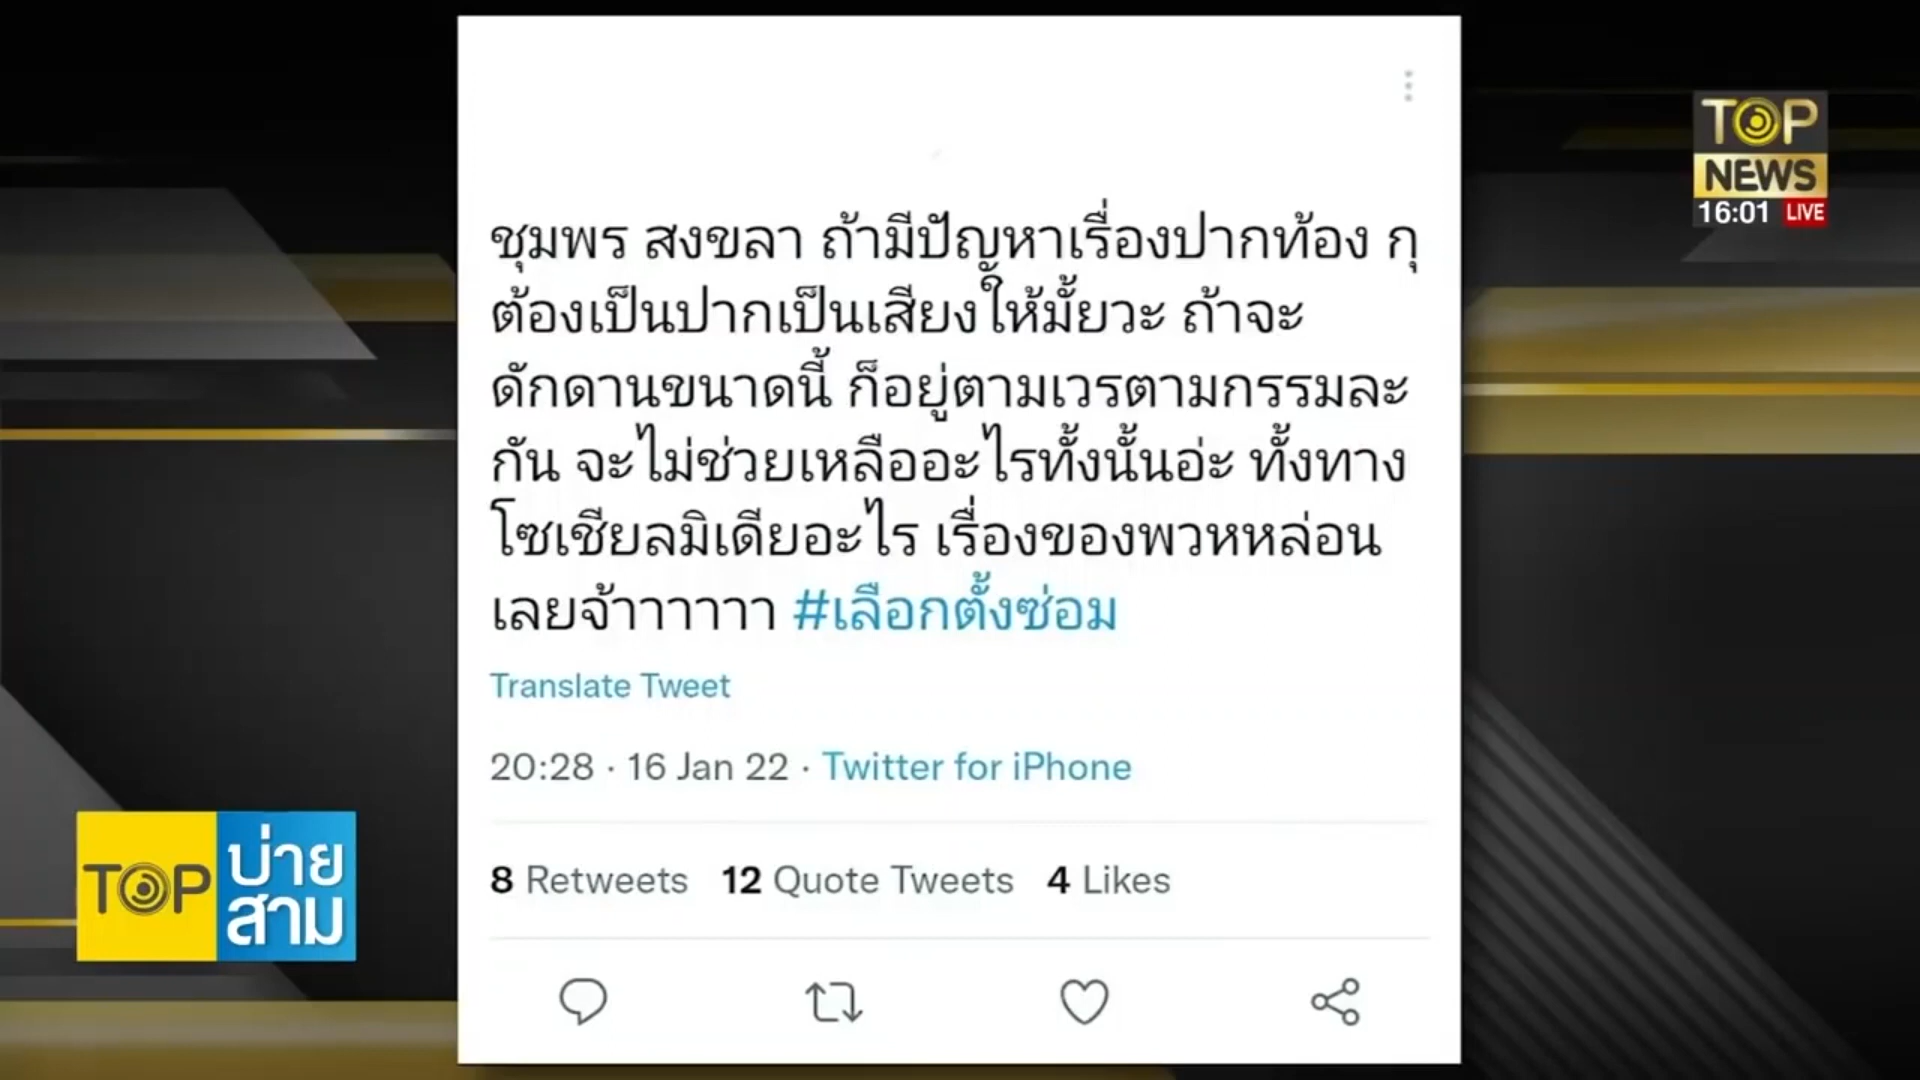 ชุมพร สงขลา ถ้ามีปัญหาเรื่องปากท้อง กุ
ต้องเป็นปากเป็นเสียงให้มั้ยวะ ถ้าจะ
ดักดานขนาดนี้ ก็อยู่ตามเวรตามกรรมละ
กัน จะไม่ช่วยเหลืออะไรทั้งนั้นอ่ะ ทั้งทาง
โซเชียลมิเดียอะไร เรื่องของพวหหล่อน
เลยจ้าาาาาา #เลือกตั้งซ่อม
Translate Tweet
20:28 · 16 Jan 22 · Twitter for iPhone
8 Retweets 12 Quote Tweets 4 Likes
TOP
NEWS
16:01 LIVE
TOP
บ่าย
สาม